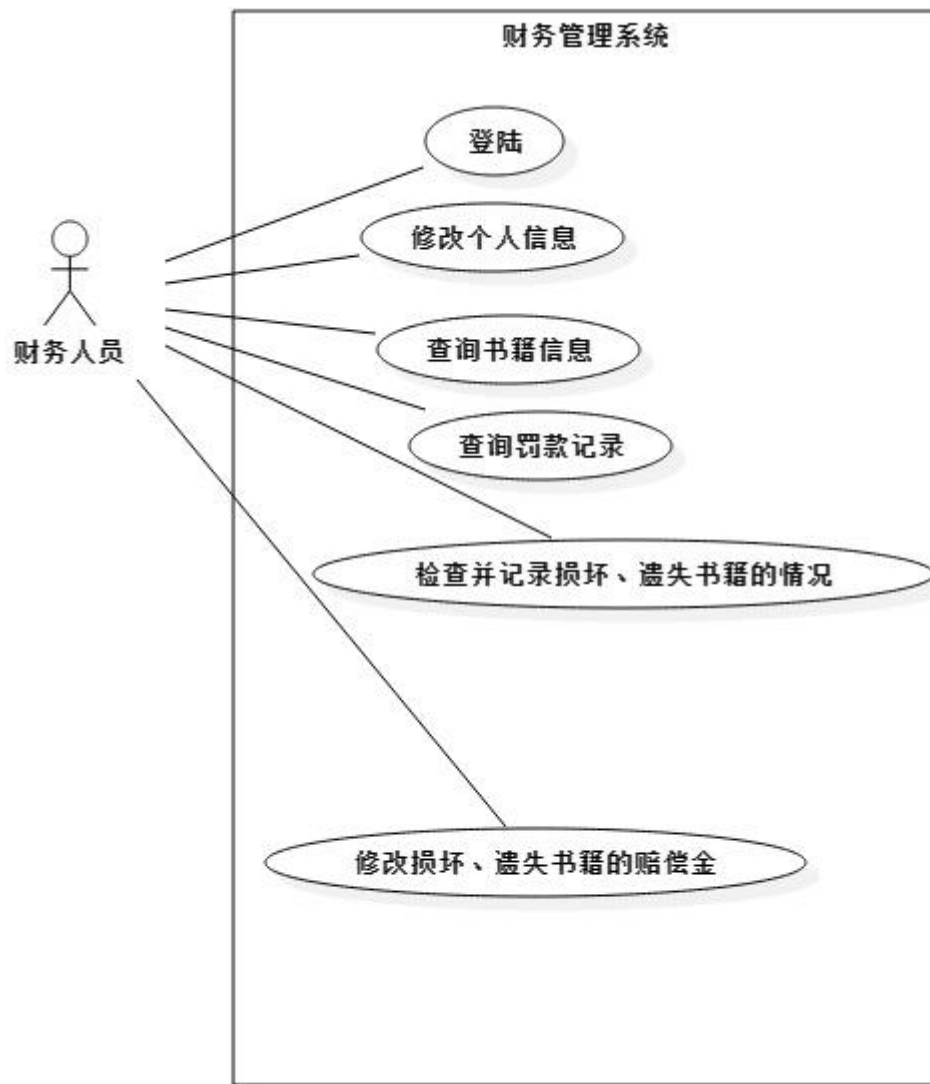 财务管理系统
登陆
修改个人信息
财务人员
查询书籍信息
查询罚款记录
检查并记录损坏、遗失书籍的情况
修改损坏、遗失书籍的赔偿金